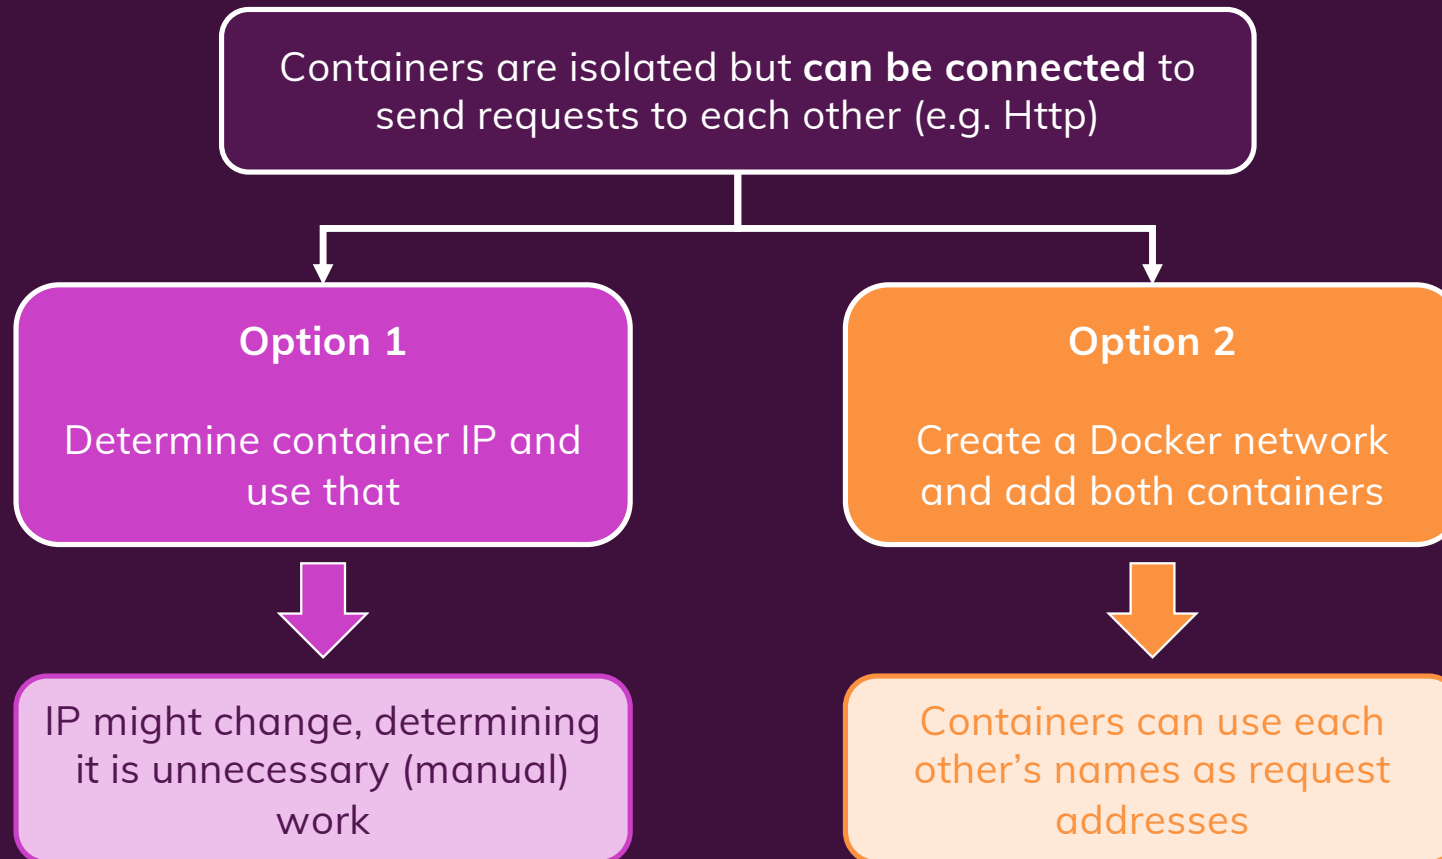 Containers are isolated but can be connected to
send requests to each other (e.g. Http)
Option 1
Determine container IP and
use that
Option 2
Create a Docker network
and add both containers
IP might change, determining
it is unnecessary (manual)
work
Containers can use each
other’s names as request
addresses